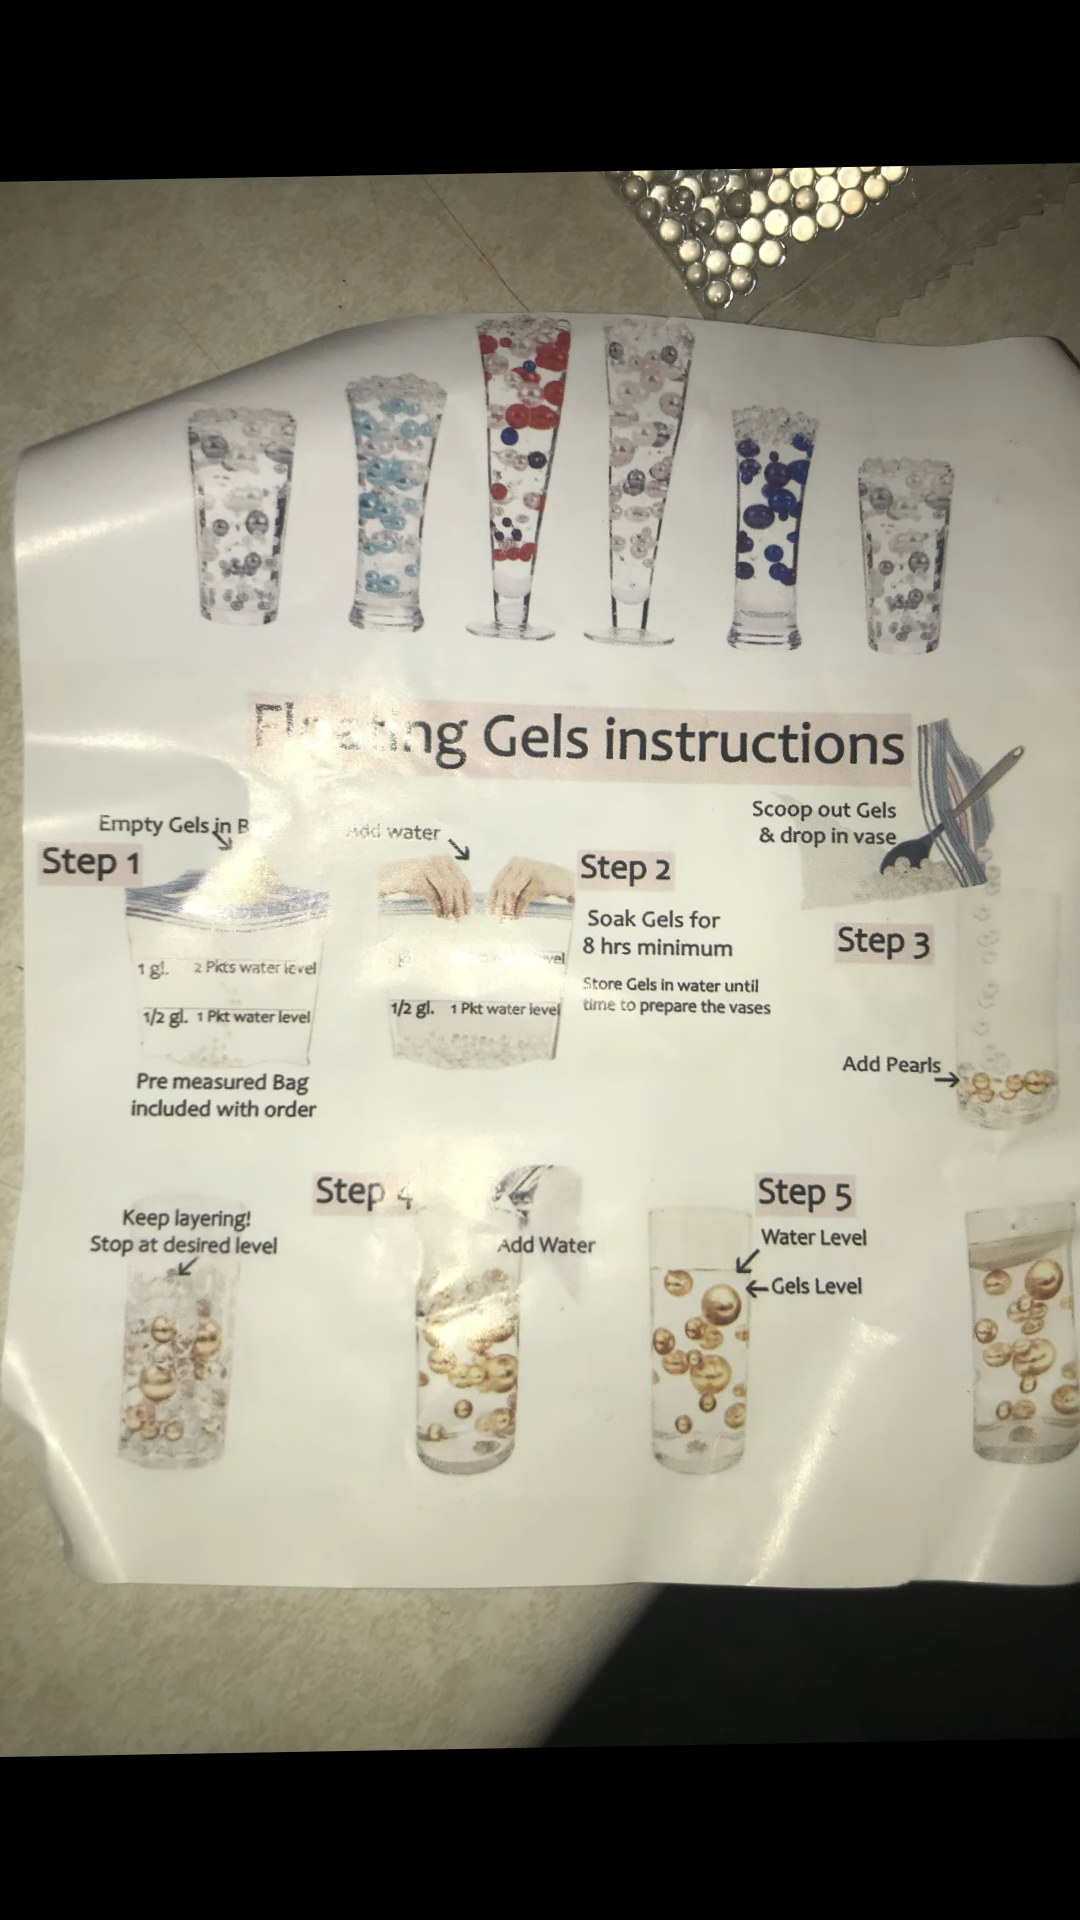 Floating Gels instructions
Empty Gels in B
Step 1
1 gl. 2 Pkts water level
1/2 gl. 1 Pkt water level
Pre measured Bag
included with order
Add water
Step 2
Soak Gels for
8 hrs minimum
Store Gels in water until
time to prepare the vases
1/2 gl. 1 Pkt water level
Scoop out Gels
& drop in vase
Step 3
Add Pearls
Keep layering!
Stop at desired level
Step 4
Add Water
Step 5
Water Level
Gels Level